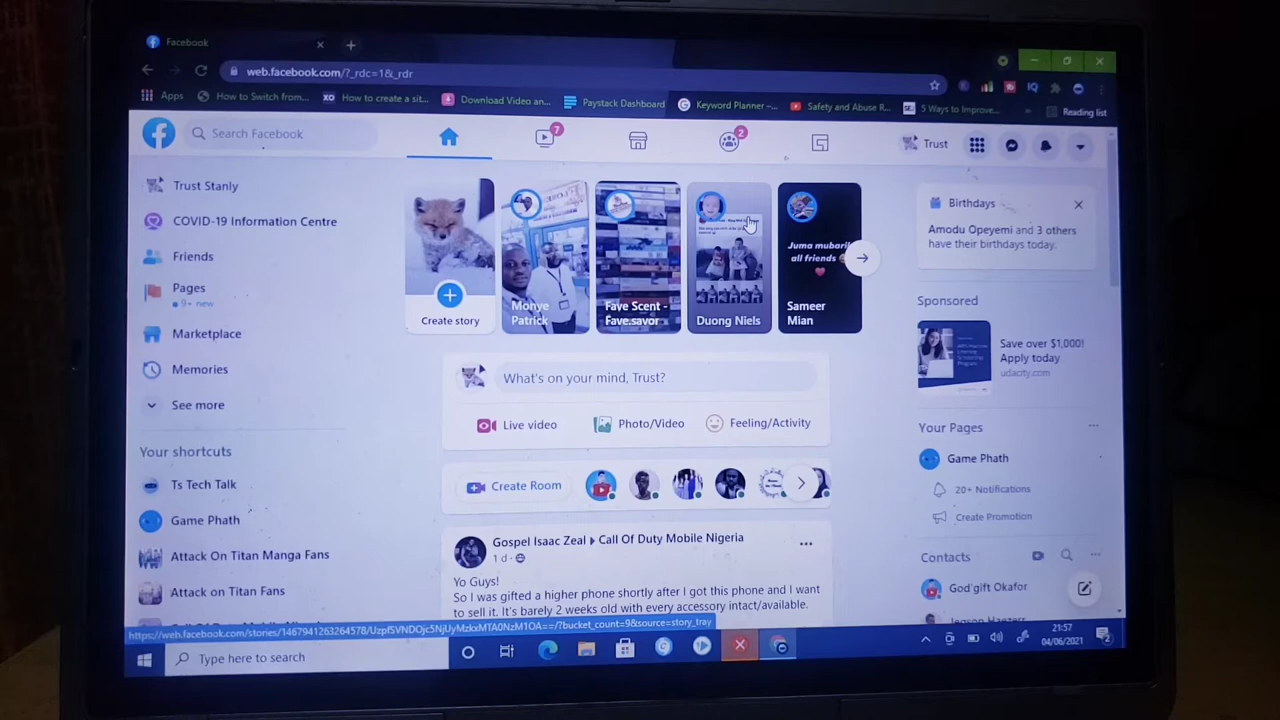 Facebook
web.facebook.com/?_rdc=1&_rdr
Apps
How to Switch from...
How to create a sit...
Download Video an...
Paystack Dashboard
Keyword Planner –...
Safety and Abuse R...
5 Ways to Improve...
Reading list
Search Facebook
7
2
Trust
Trust Stanly
COVID-19 Information Centre
Friends
Pages
9+ new
Marketplace
Memories
See more
Your shortcuts
Ts Tech Talk
Game Phath
Attack On Titan Manga Fans
Attack on Titan Fans
Create story
Monye
Patrick
Fave Scent -
Fave.savor
Duong Niels
Juma mubarik
all friends
Sameer
Mian
What's on your mind, Trust?
Live video
Photo/Video
Feeling/Activity
Create Room
Gospel Isaac Zeal
Call Of Duty Mobile Nigeria
1 d
Yo Guys!
So I was gifted a higher phone shortly after I got this phone and I want
to sell it. It's barely 2 weeks old with every accessory intact/available.
Birthdays
Amodu Opeyemi and 3 others
have their birthdays today.
Sponsored
Save over $1,000!
Apply today
udacity.com
Your Pages
Game Phath
20+ Notifications
Create Promotion
Contacts
God'gift Okafor
Type here to search
21:57
04/06/2021
2